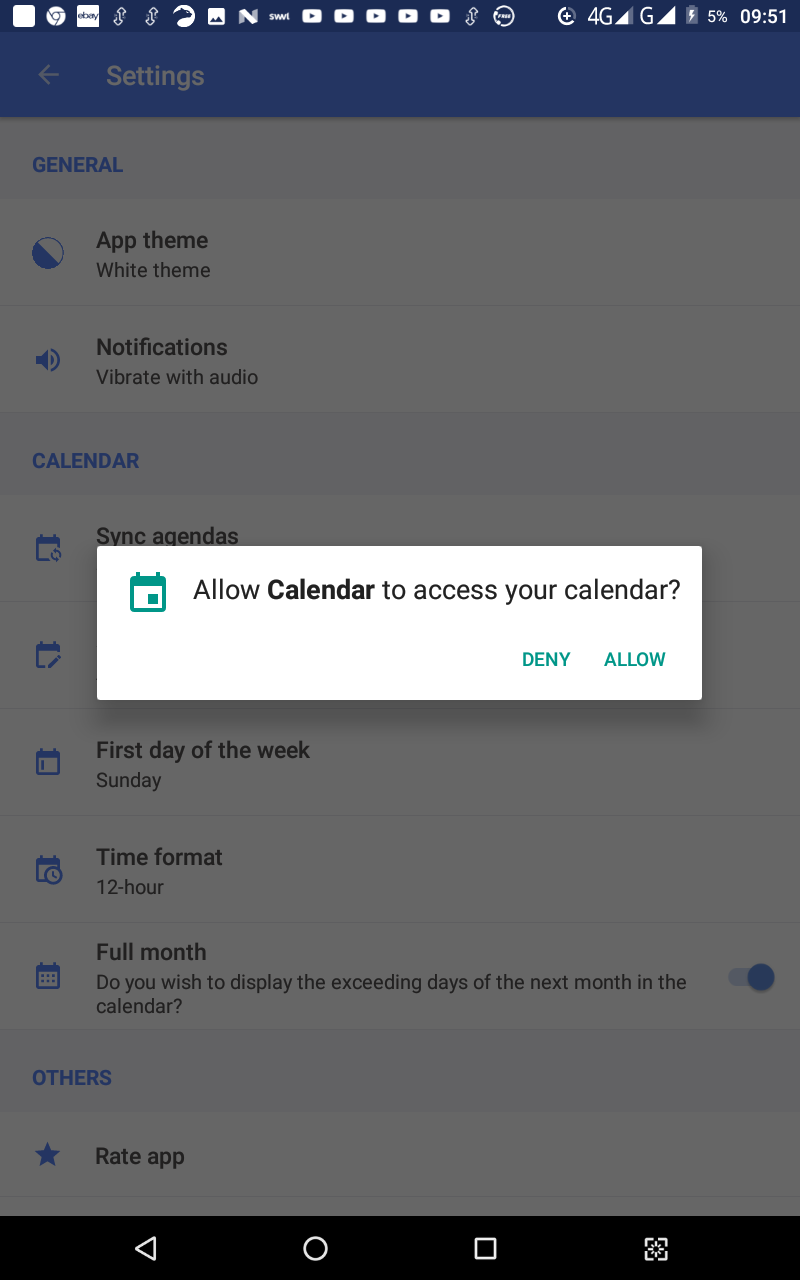 ebay swl FREE 4G G 5% 09:51
Settings
GENERAL
App theme
White theme
Notifications
Vibrate with audio
CALENDAR
Sync agendas
Allow Calendar to access your calendar?
DENY ALLOW
First day of the week
Sunday
Time format
12-hour
Full month
Do you wish to display the exceeding days of the next month in the
calendar?
OTHERS
Rate app